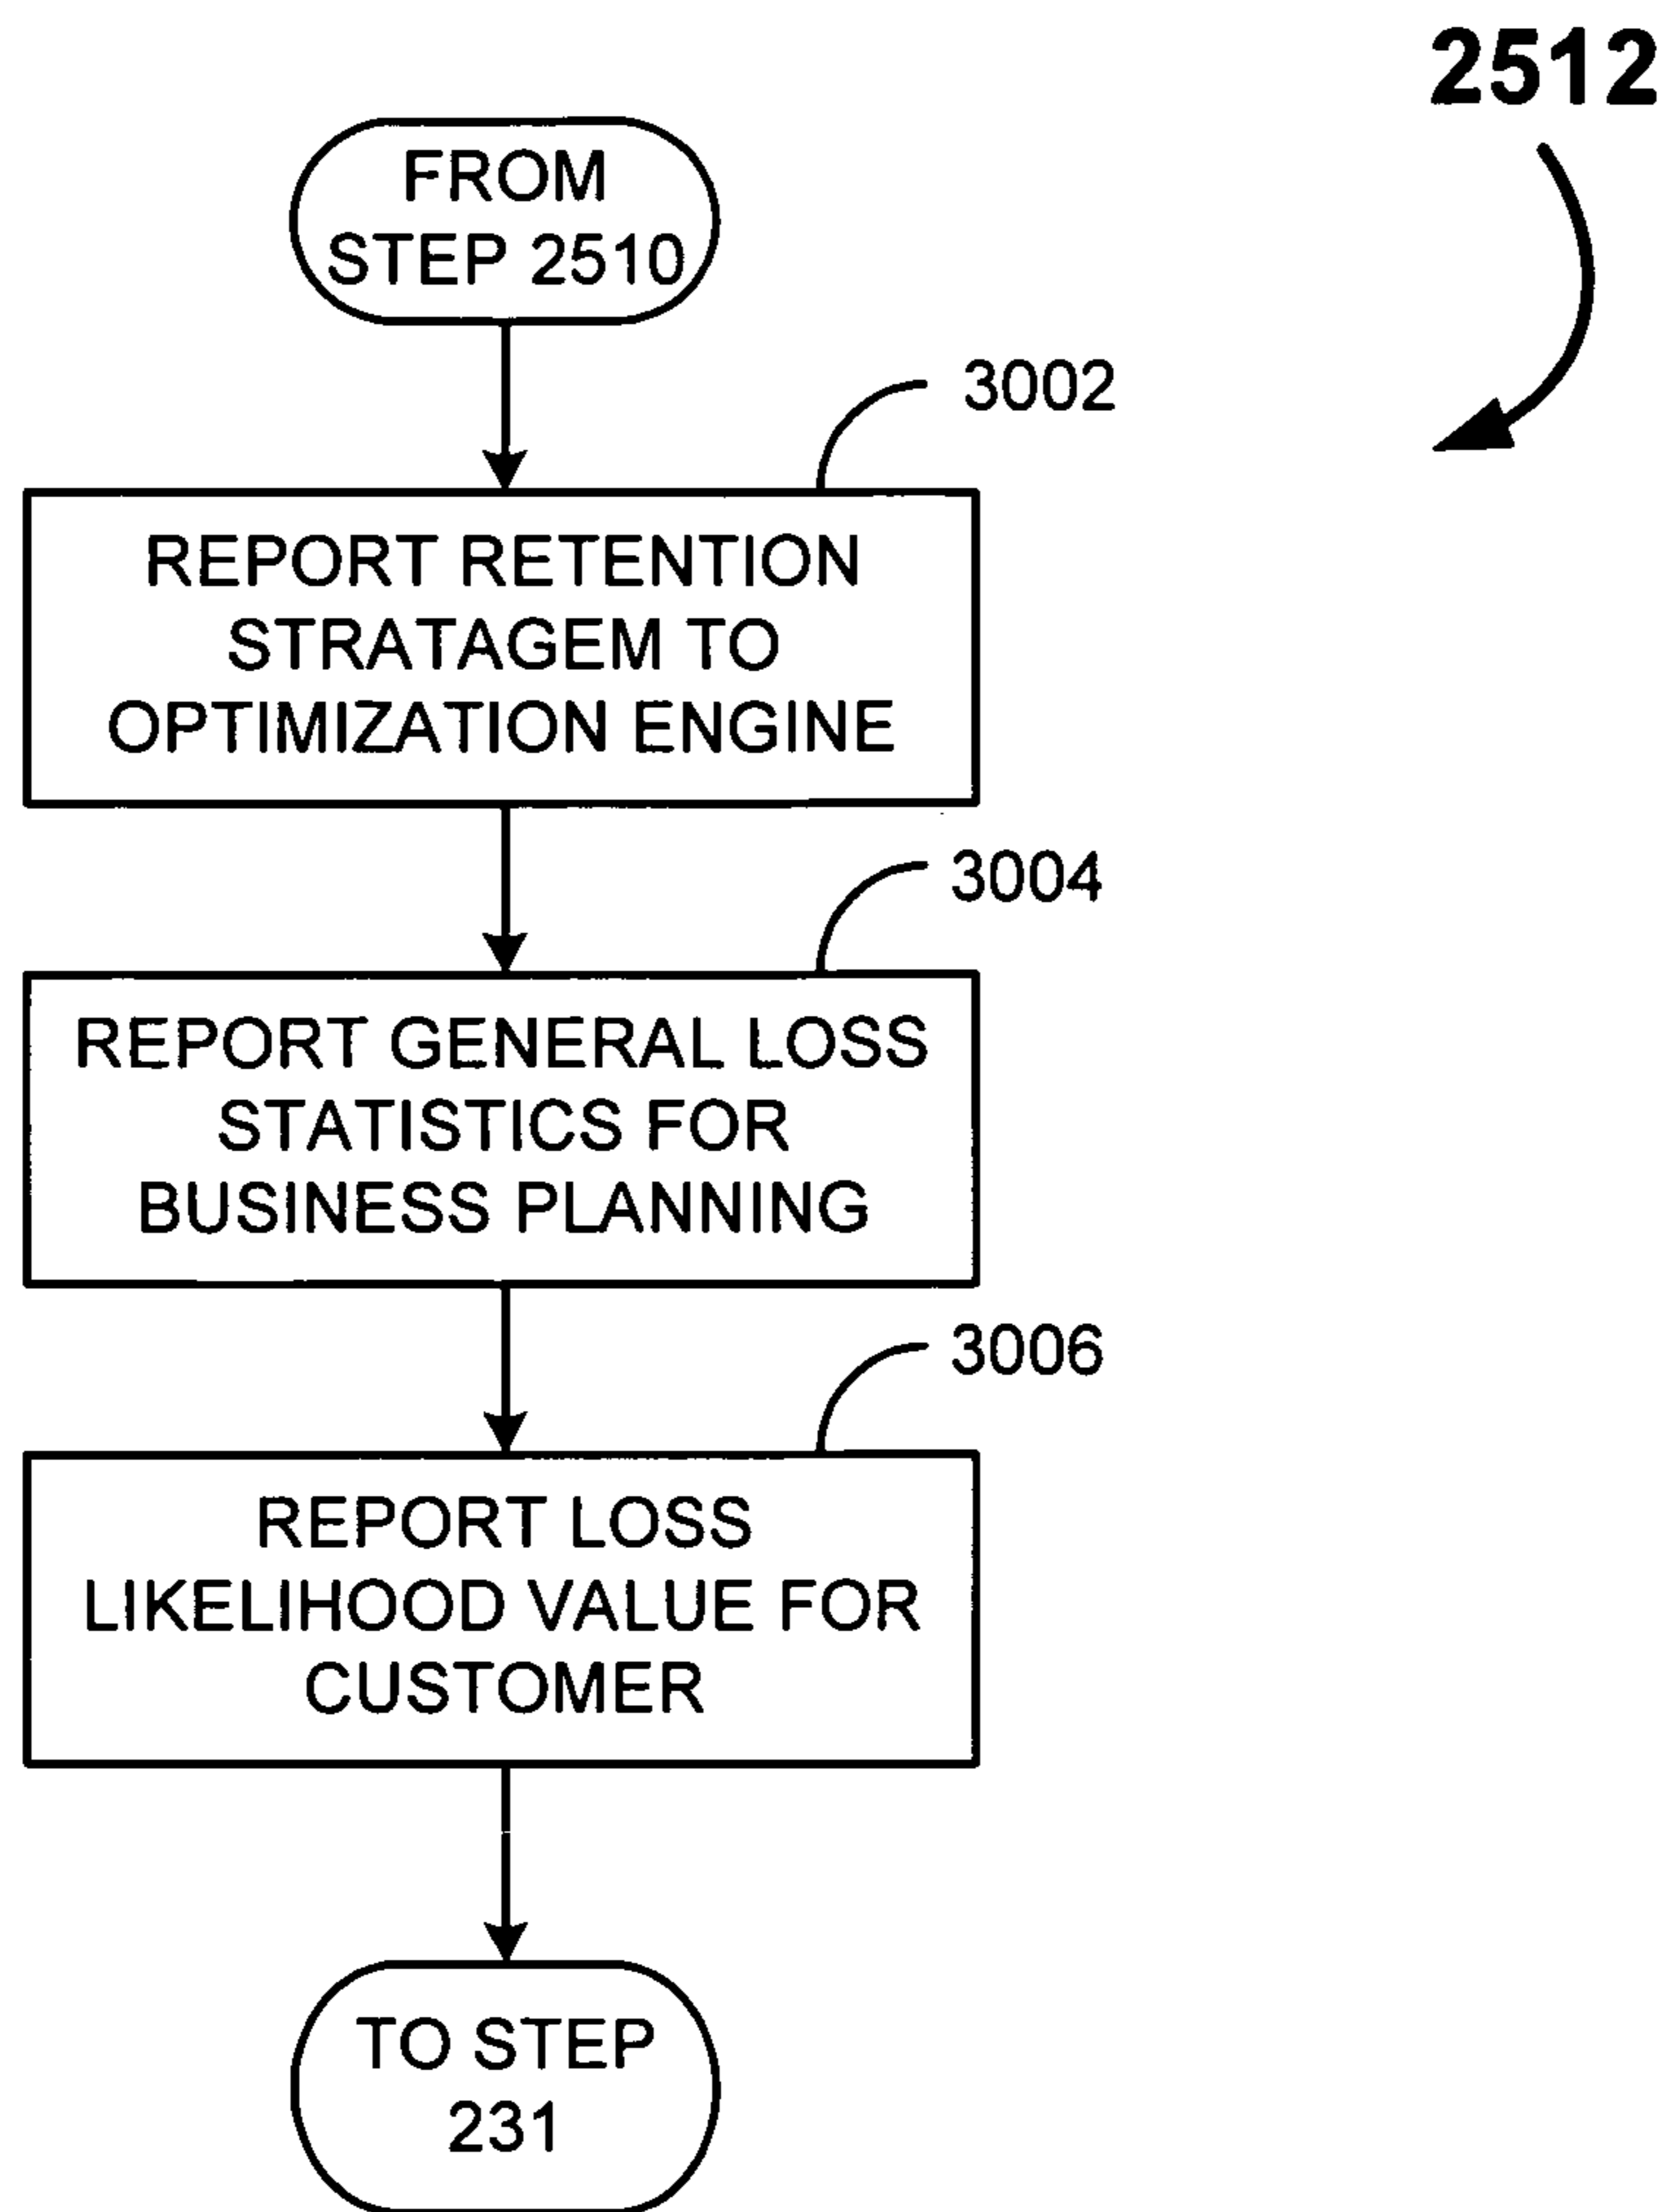 2512
FROM
STEP 2510
3002
REPORT RETENTION
STRATAGEM TO
OPTIMIZATION ENGINE
3004
REPORT GENERAL LOSS
STATISTICS FOR
BUSINESS PLANNING
3006
REPORT LOSS
LIKELIHOOD VALUE FOR
CUSTOMER
TO STEP
231